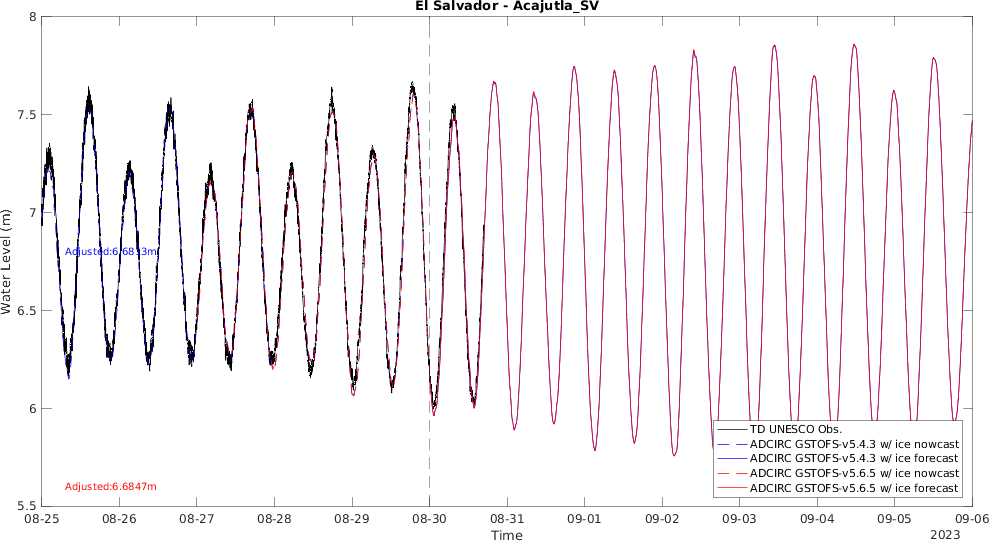 El Salvador - Acajutla_SV
8
7.5
7
6.5
6
5.5
Water Level (m)
Adjusted:6.6893m
Adjusted:6.6847m
TD UNESCO Obs.
ADCIRC GSTOFS-v5.4.3 w/ ice nowcast
ADCIRC GSTOFS-v5.4.3 w/ ice forecast
ADCIRC GSTOFS-v5.6.5 w/ ice nowcast
ADCIRC GSTOFS-v5.6.5 w/ ice forecast
08-25 08-26 08-27 08-28 08-29 08-30 08-31 09-01 09-02 09-03 09-04 09-05 09-06
Time
2023